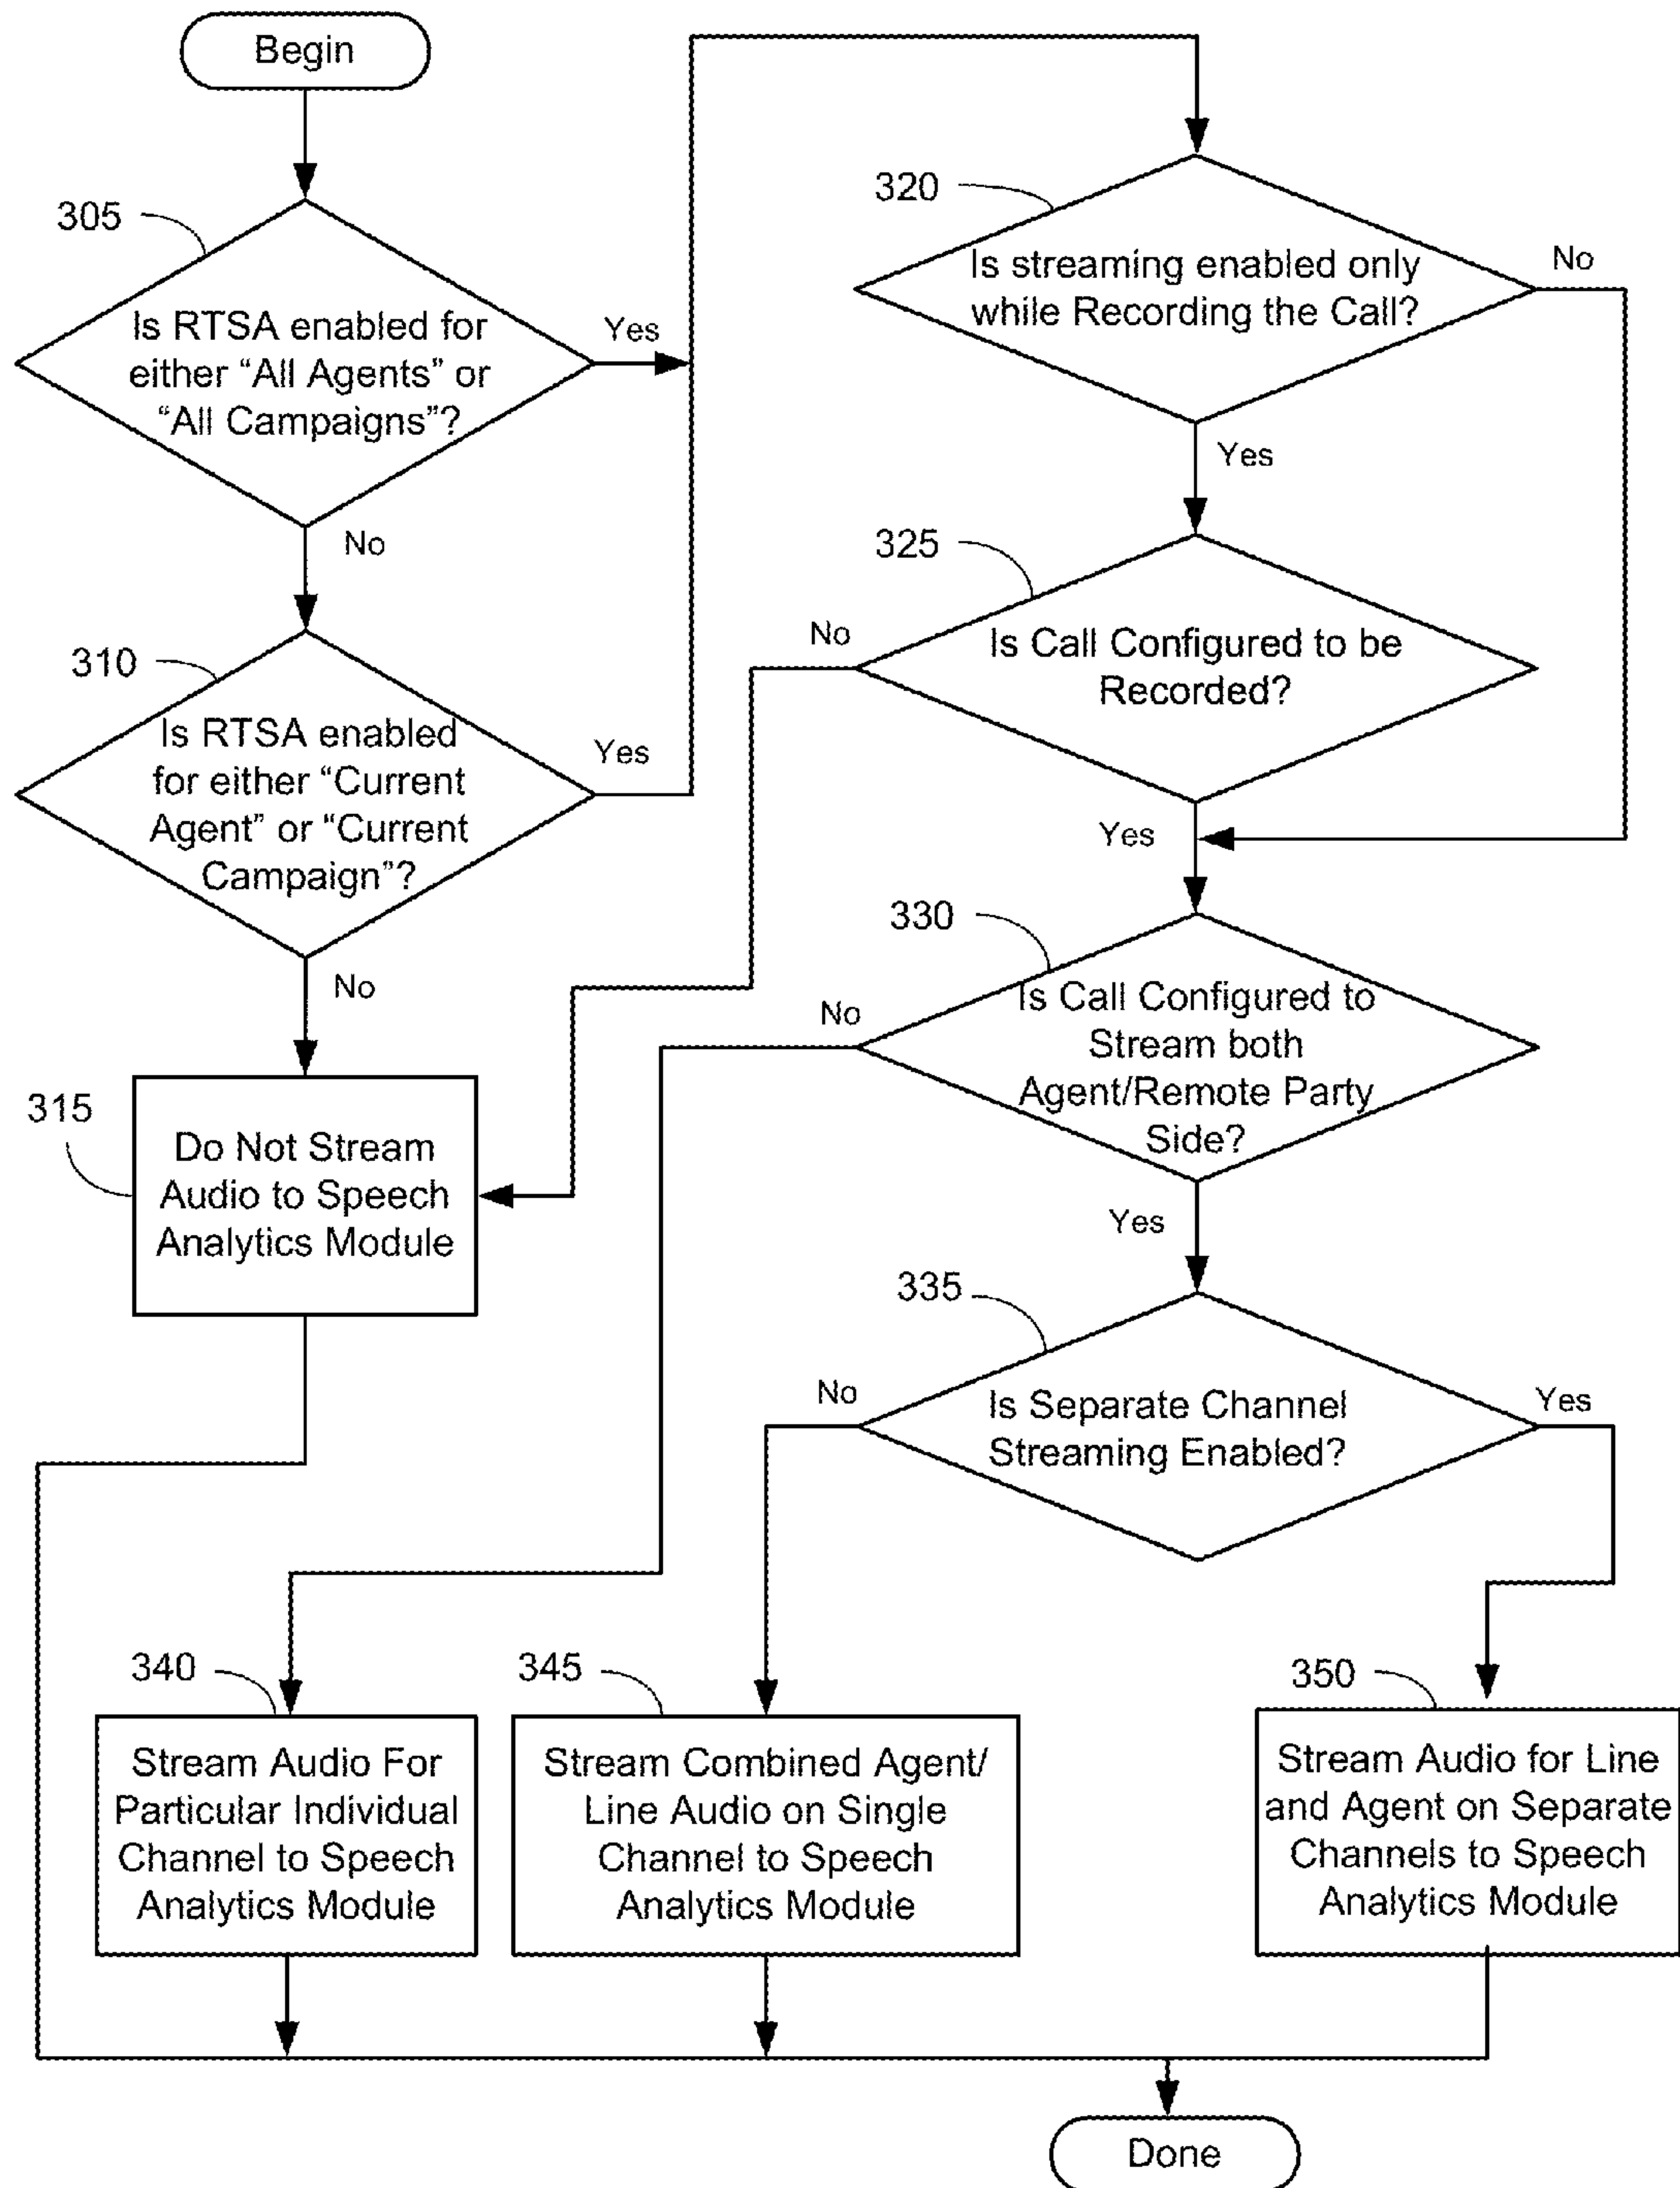 Begin
305
Is RTSA enabled for
either “All Agents” or
“All Campaigns”?
Yes
No
310
Is RTSA enabled
for either “Current
Agent” or “Current
Campaign”?
Yes
No
315
Do Not Stream
Audio to Speech
Analytics Module
320
Is streaming enabled only
while Recording the Call?
No
Yes
325
Is Call Configured to be
Recorded?
No
Yes
330
Is Call Configured to
Stream both
Agent/Remote Party
Side?
No
Yes
335
Is Separate Channel
Streaming Enabled?
No
Yes
340
Stream Audio For
Particular Individual
Channel to Speech
Analytics Module
345
Stream Combined Agent/
Line Audio on Single
Channel to Speech
Analytics Module
350
Stream Audio for Line
and Agent on Separate
Channels to Speech
Analytics Module
Done